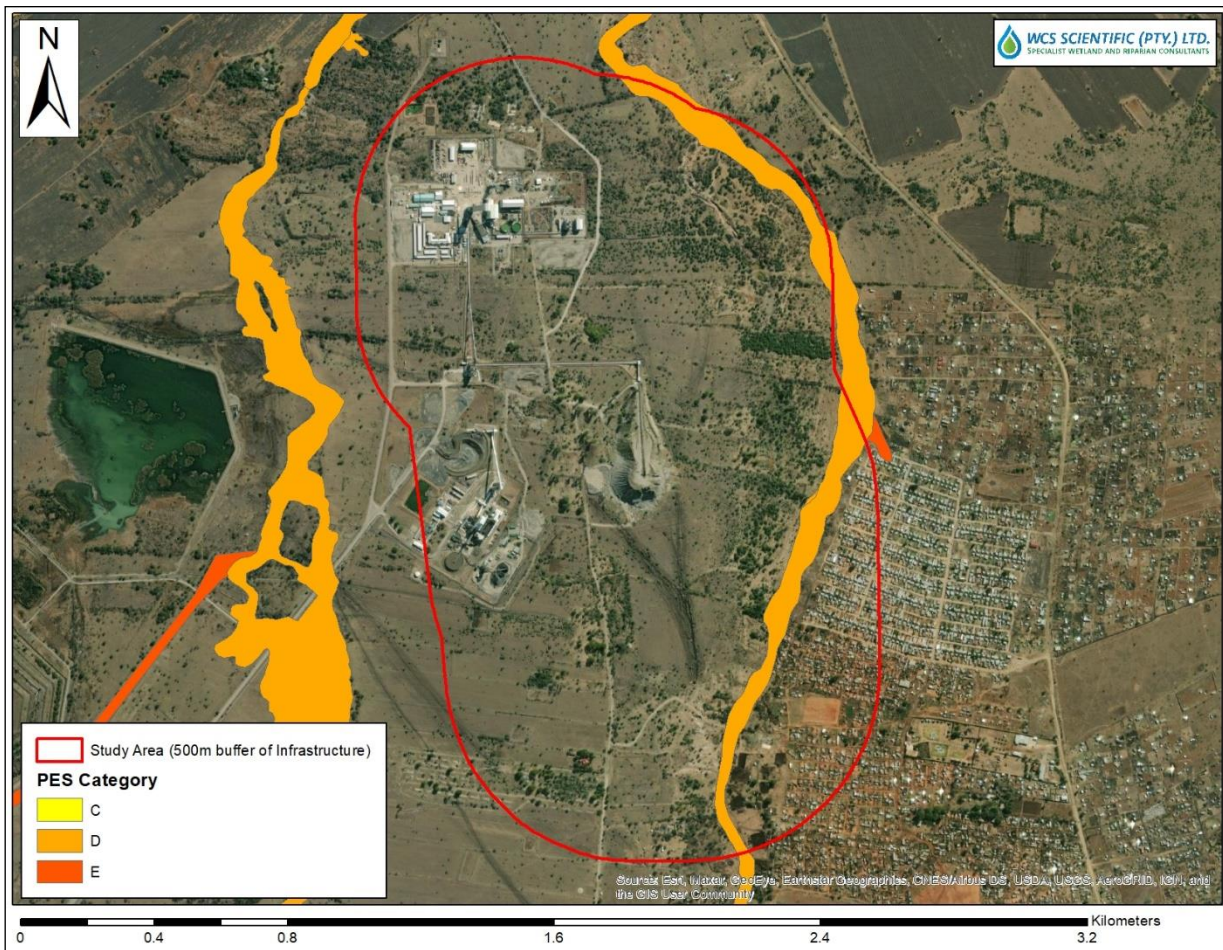 N
WCS SCIENTIFIC (PTY.) LTD.
SPECIALIST WETLAND AND RIPARIAN CONSULTANTS
Study Area (500m buffer of Infrastructure)
PES Category
C
D
E
Source: Esri, Maxar, GeoEye, Earthstar Geographics, CNES/Airbus DS, USDA, USGS, AeroGRID, IGN, and
the GIS User Community
Kilometers
0 0.4 0.8 1.6 2.4 3.2